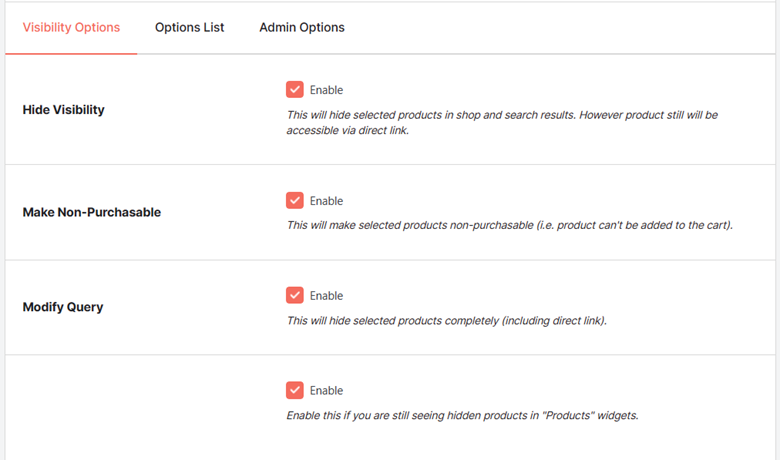 Visibility Options Options List Admin Options
Enable
Hide Visibility
This will hide selected products in shop and search results. However product still will be
accessible via direct link.
Enable
Make Non-Purchasable
This will make selected products non-purchasable (i.e. product can't be added to the cart).
Enable
Modify Query
This will hide selected products completely (including direct link).
Enable
Enable this if you are still seeing hidden products in "Products" widgets.